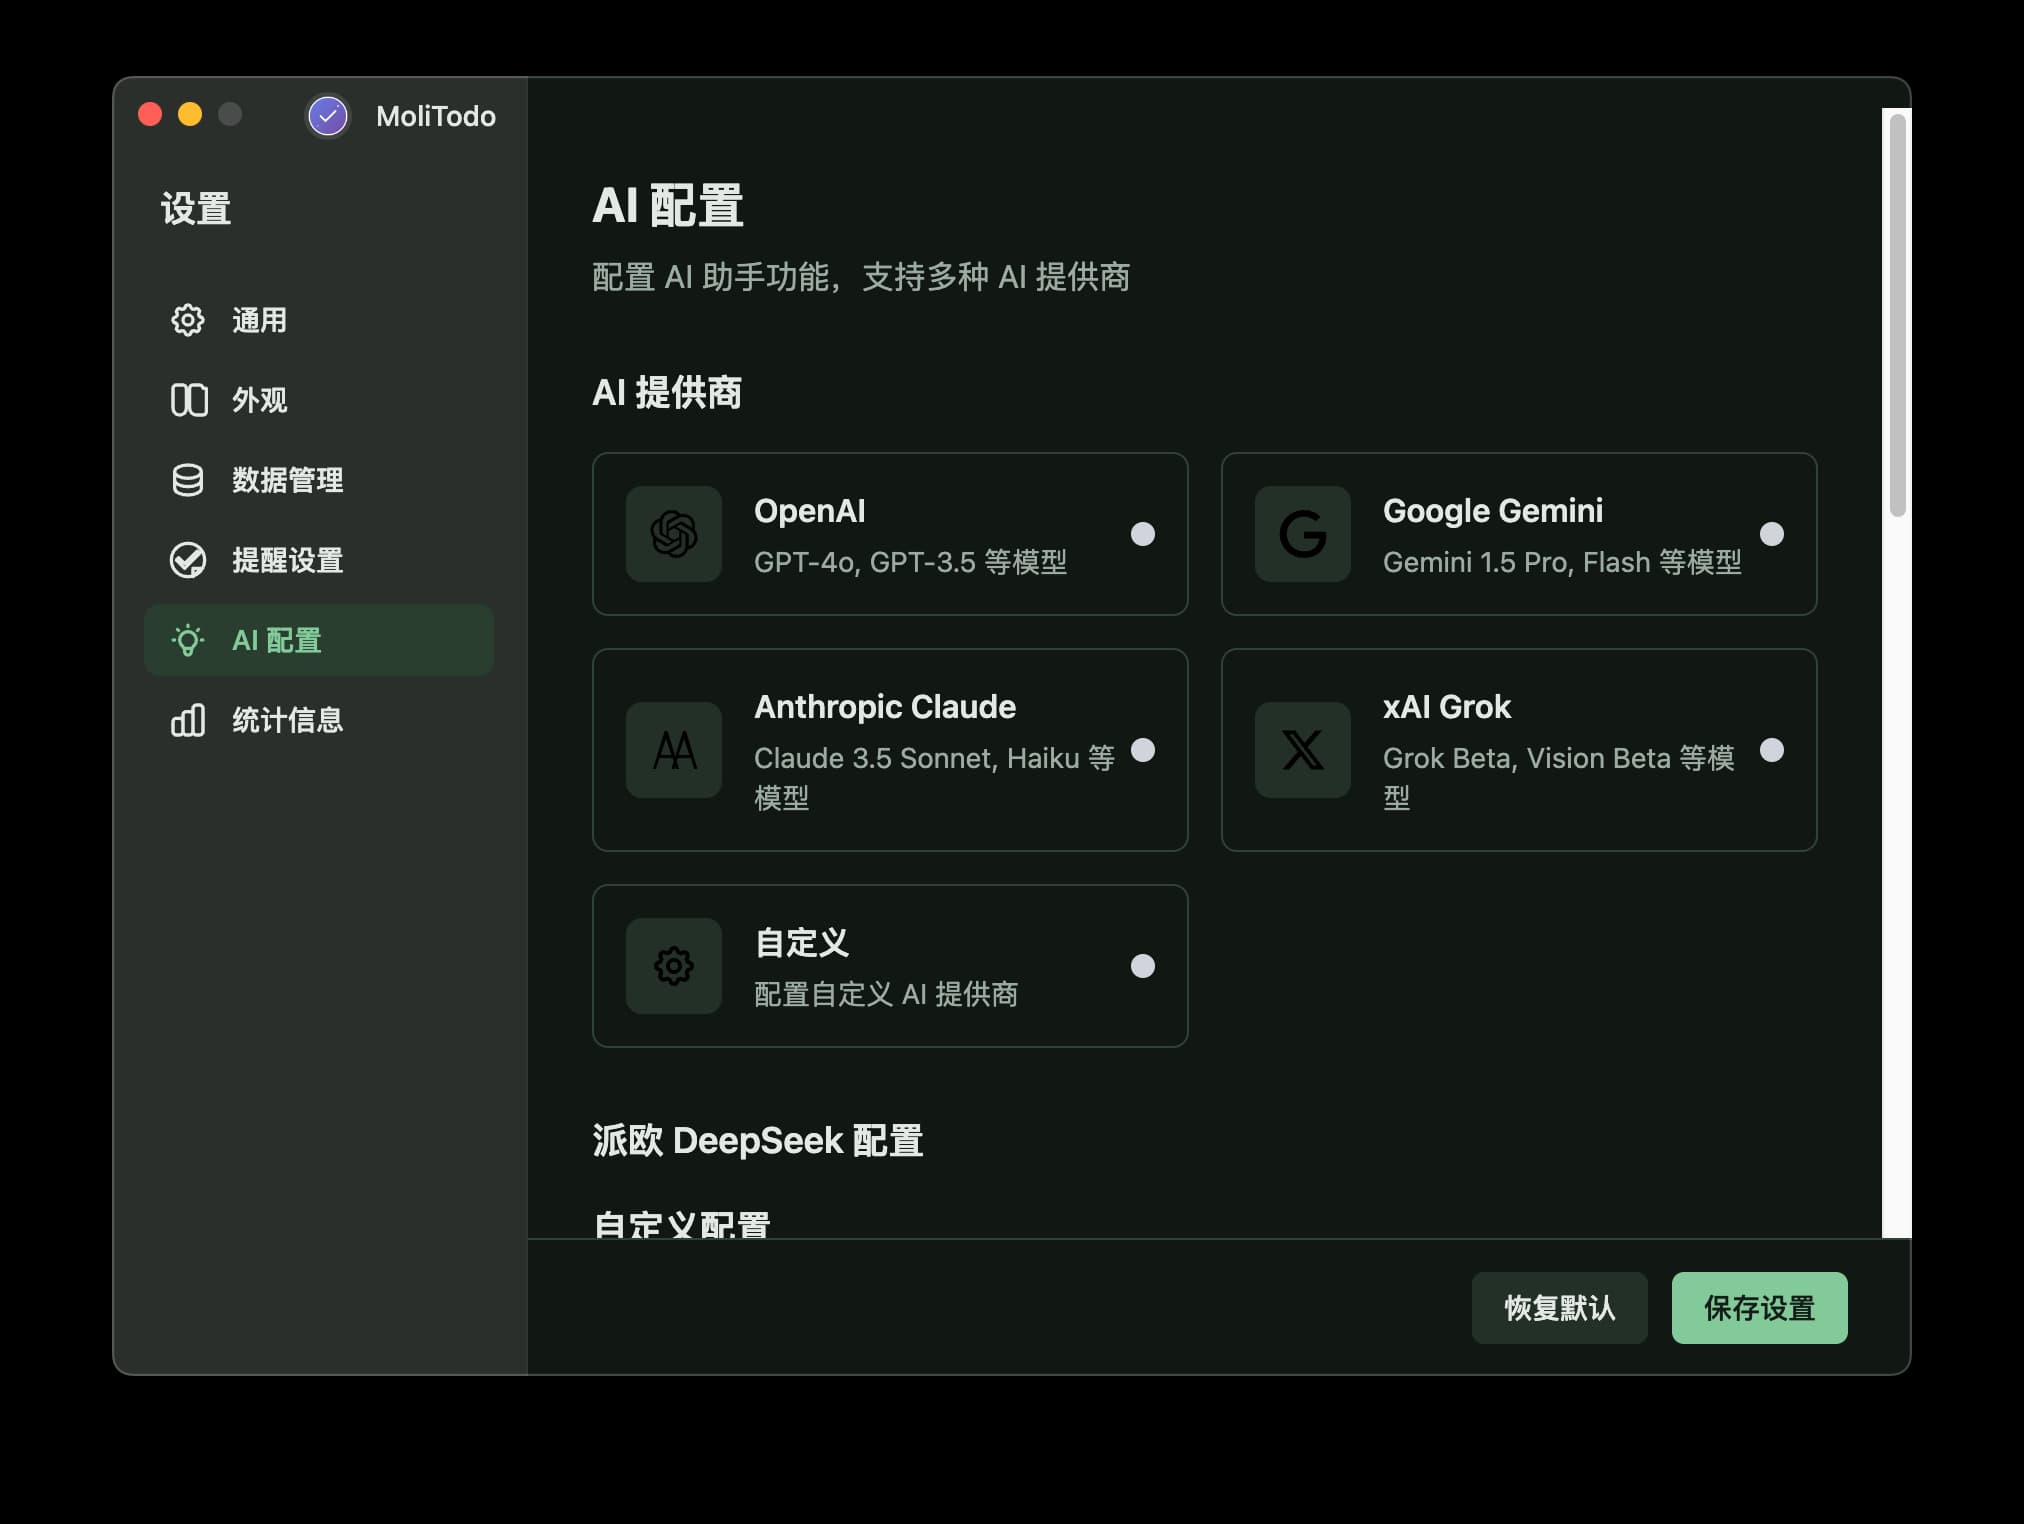 MoliTodo
设置
通用
外观
数据管理
提醒设置
AI 配置
统计信息
AI 配置
配置 AI 助手功能，支持多种 AI 提供商
AI 提供商
OpenAI
GPT-4o, GPT-3.5 等模型
Google Gemini
Gemini 1.5 Pro, Flash 等模型
Anthropic Claude
Claude 3.5 Sonnet, Haiku 等
模型
xAI Grok
Grok Beta, Vision Beta 等模
型
自定义
配置自定义 AI 提供商
派欧 DeepSeek 配置
自定义配置
恢复默认
保存设置